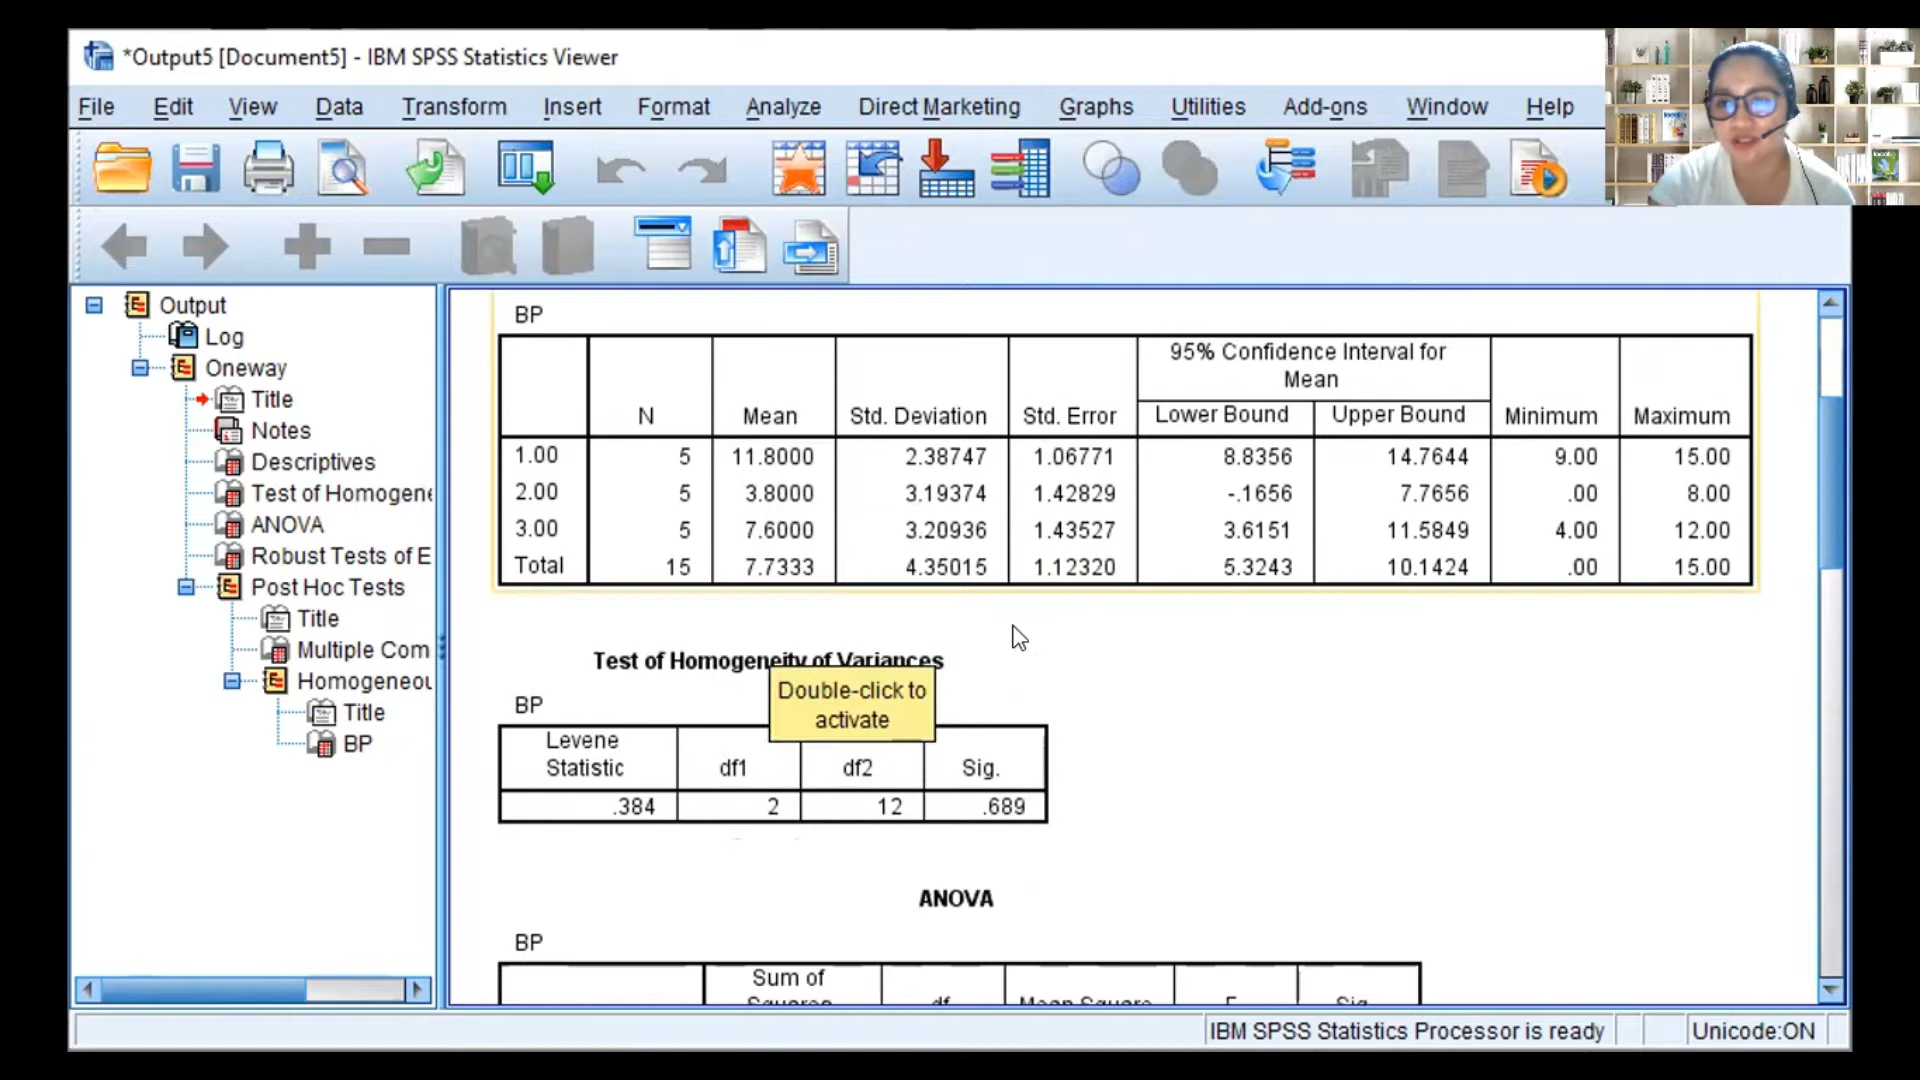 *Output5 [Document5] - IBM SPSS Statistics Viewer
File Edit View Data Transform Insert Format Analyze Direct Marketing Graphs Utilities Add-ons Window Help
Output
Log
Oneway
Title
Notes
Descriptives
Test of Homogene
ANOVA
Robust Tests of E
Post Hoc Tests
Title
Multiple Com
Homogeneou
Title
BP
BP
95% Confidence Interval for
Mean
N Mean Std. Deviation Std. Error Lower Bound Upper Bound Minimum Maximum
1.00 5 11.8000 2.38747 1.06771 8.8356 14.7644 9.00 15.00
2.00 5 3.8000 3.19374 1.42829 -.1656 7.7656 .00 8.00
3.00 5 7.6000 3.20936 1.43527 3.6151 11.5849 4.00 12.00
Total 15 7.7333 4.35015 1.12320 5.3243 10.1424 .00 15.00
Test of Homogeneity of Variances
Double-click to
activate
BP
Levene
Statistic df1 df2 Sig.
.384 2 12 .689
ANOVA
BP
Sum of
Squares df Mean Square F Sig.
IBM SPSS Statistics Processor is ready Unicode:ON